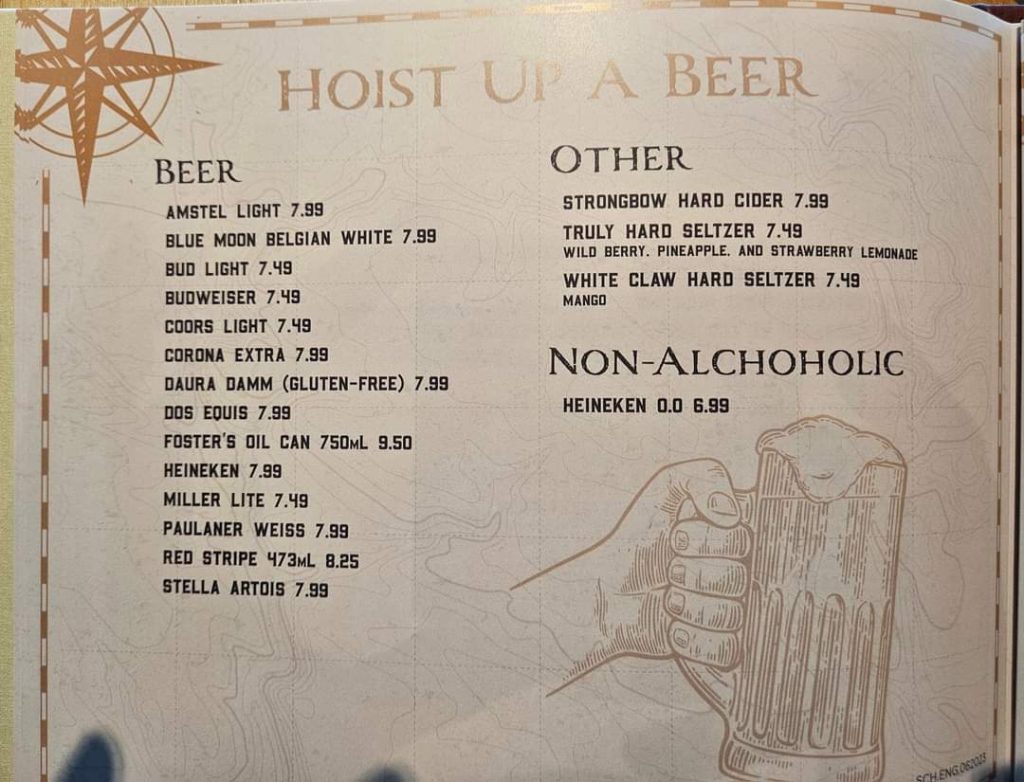 HOIST UP A BEER
BEER
AMSTEL LIGHT 7.99
BLUE MOON BELGIAN WHITE 7.99
BUD LIGHT 7.49
BUDWEISER 7.49
COORS LIGHT 7.49
CORONA EXTRA 7.99
DAURA DAMM (GLUTEN-FREE) 7.99
DOS EQUIS 7.99
FOSTER'S OIL CAN 750ML 9.50
HEINEKEN 7.99
MILLER LITE 7.49
PAULANER WEISS 7.99
RED STRIPE 473ML 8.25
STELLA ARTOIS 7.99
OTHER
STRONGBOW HARD CIDER 7.99
TRULY HARD SELTZER 7.49
WILD BERRY, PINEAPPLE, AND STRAWBERRY LEMONADE
WHITE CLAW HARD SELTZER 7.49
MANGO
NON-ALCHOHOLIC
HEINEKEN 0.0 6.99
SCH.ENG.062023